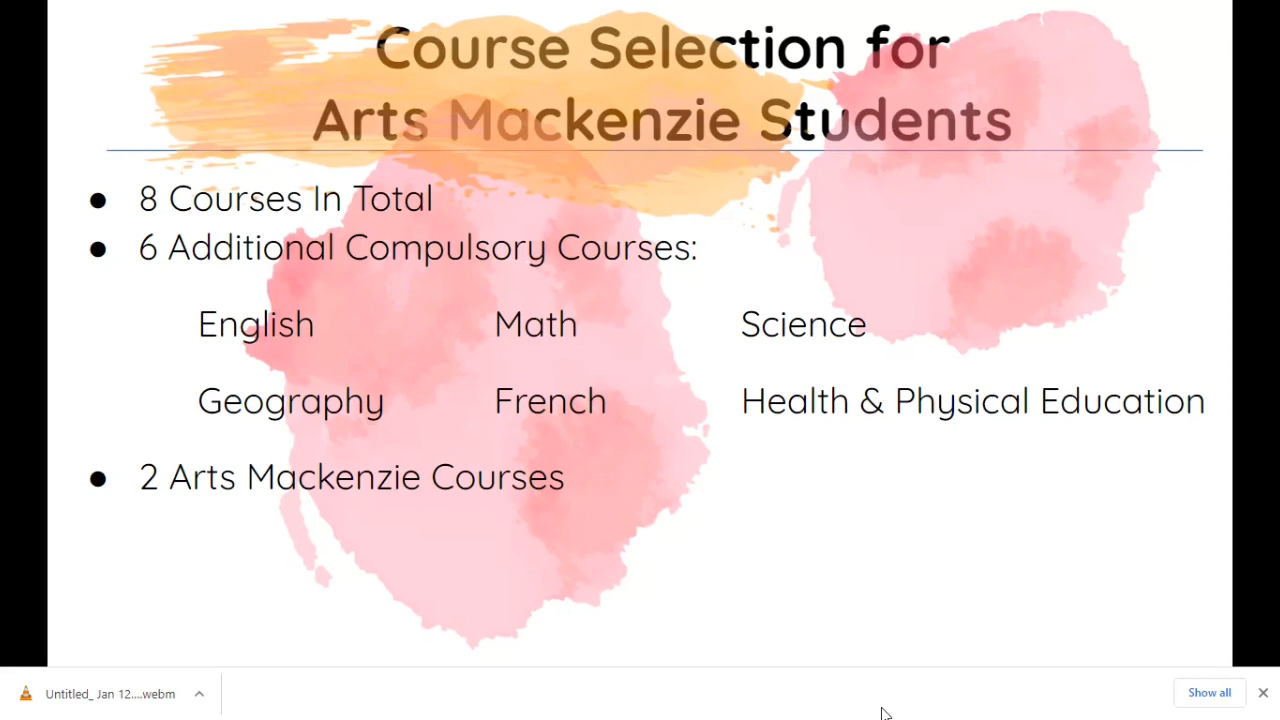 Course Selection for
Arts Mackenzie Students
● 8 Courses In Total
● 6 Additional Compulsory Courses:
English Math Science
Geography French Health & Physical Education
● 2 Arts Mackenzie Courses
Untitled_ Jan 12....webm Show all